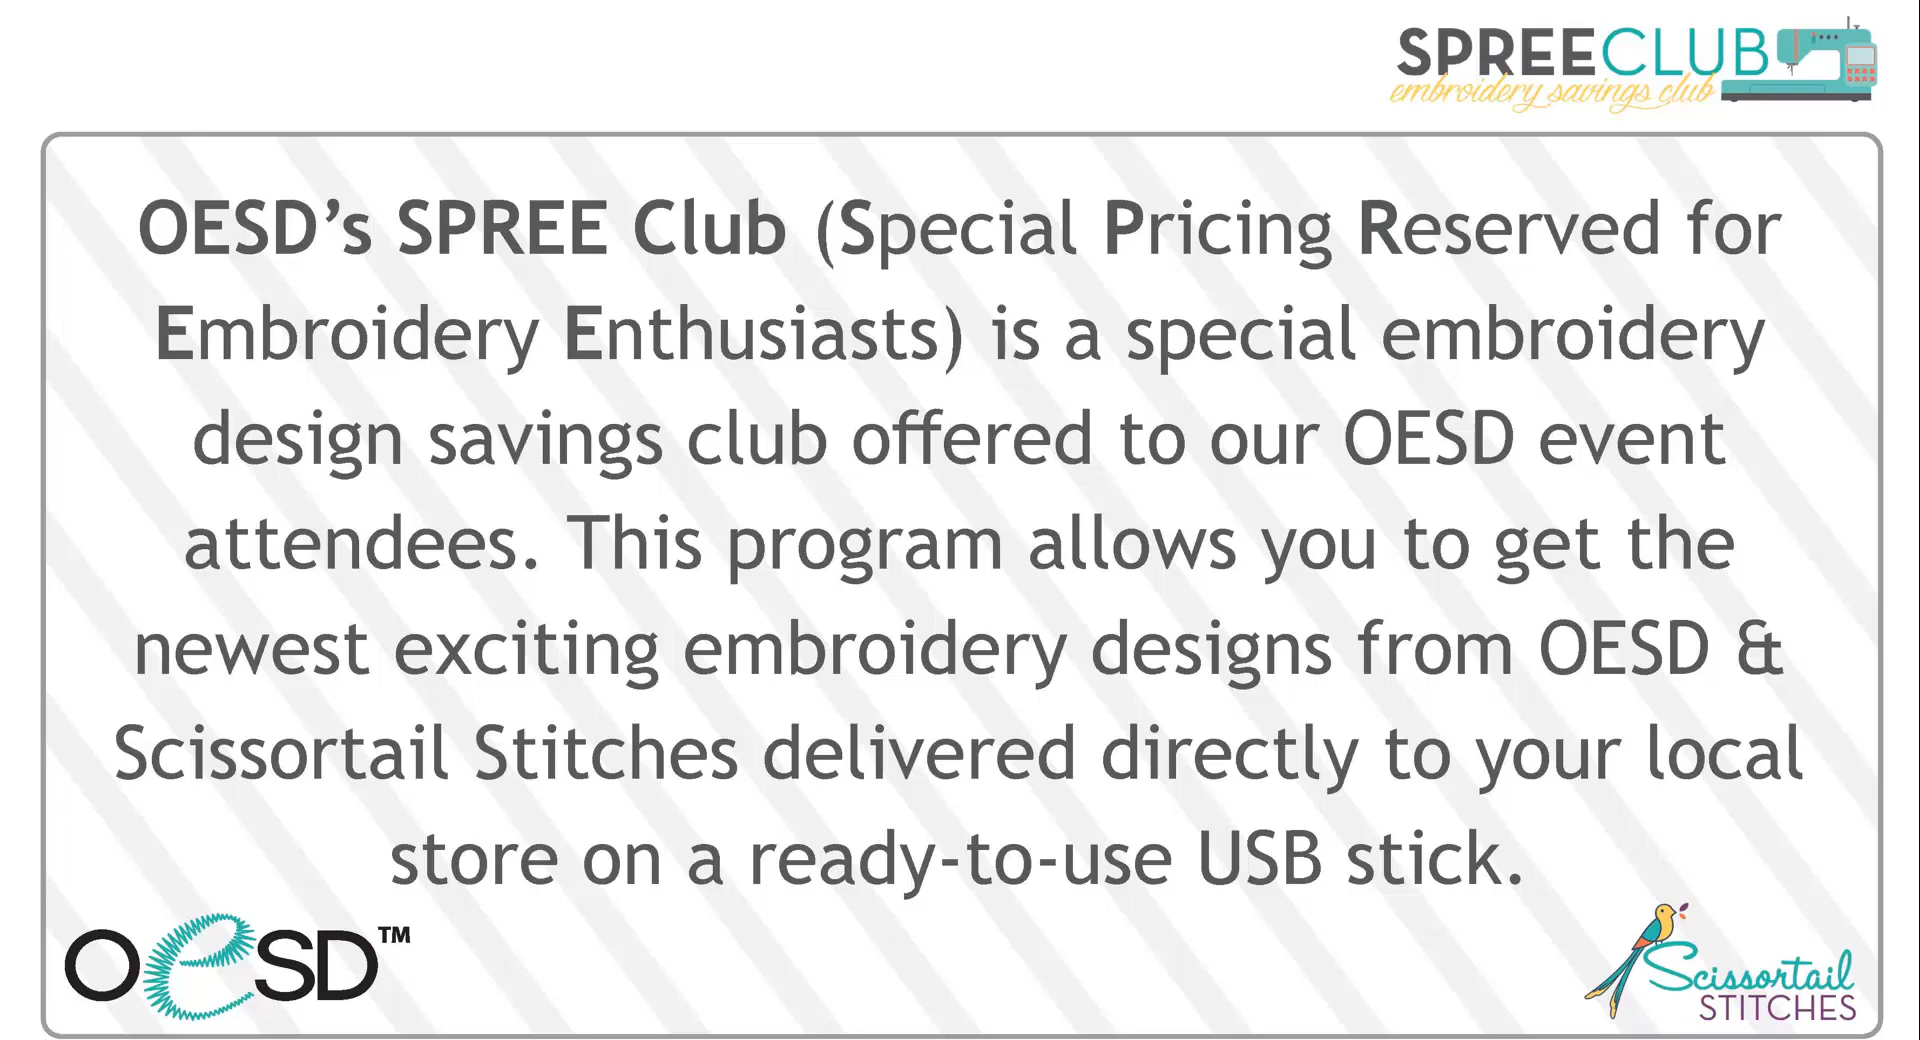 SPREECLUB
embroidery savings club
OESD’s SPREE Club (Special Pricing Reserved for
Embroidery Enthusiasts) is a special embroidery
design savings club offered to our OESD event
attendees. This program allows you to get the
newest exciting embroidery designs from OESD &
Scissortail Stitches delivered directly to your local
store on a ready-to-use USB stick.
OeSD™
Scissortail
STITCHES